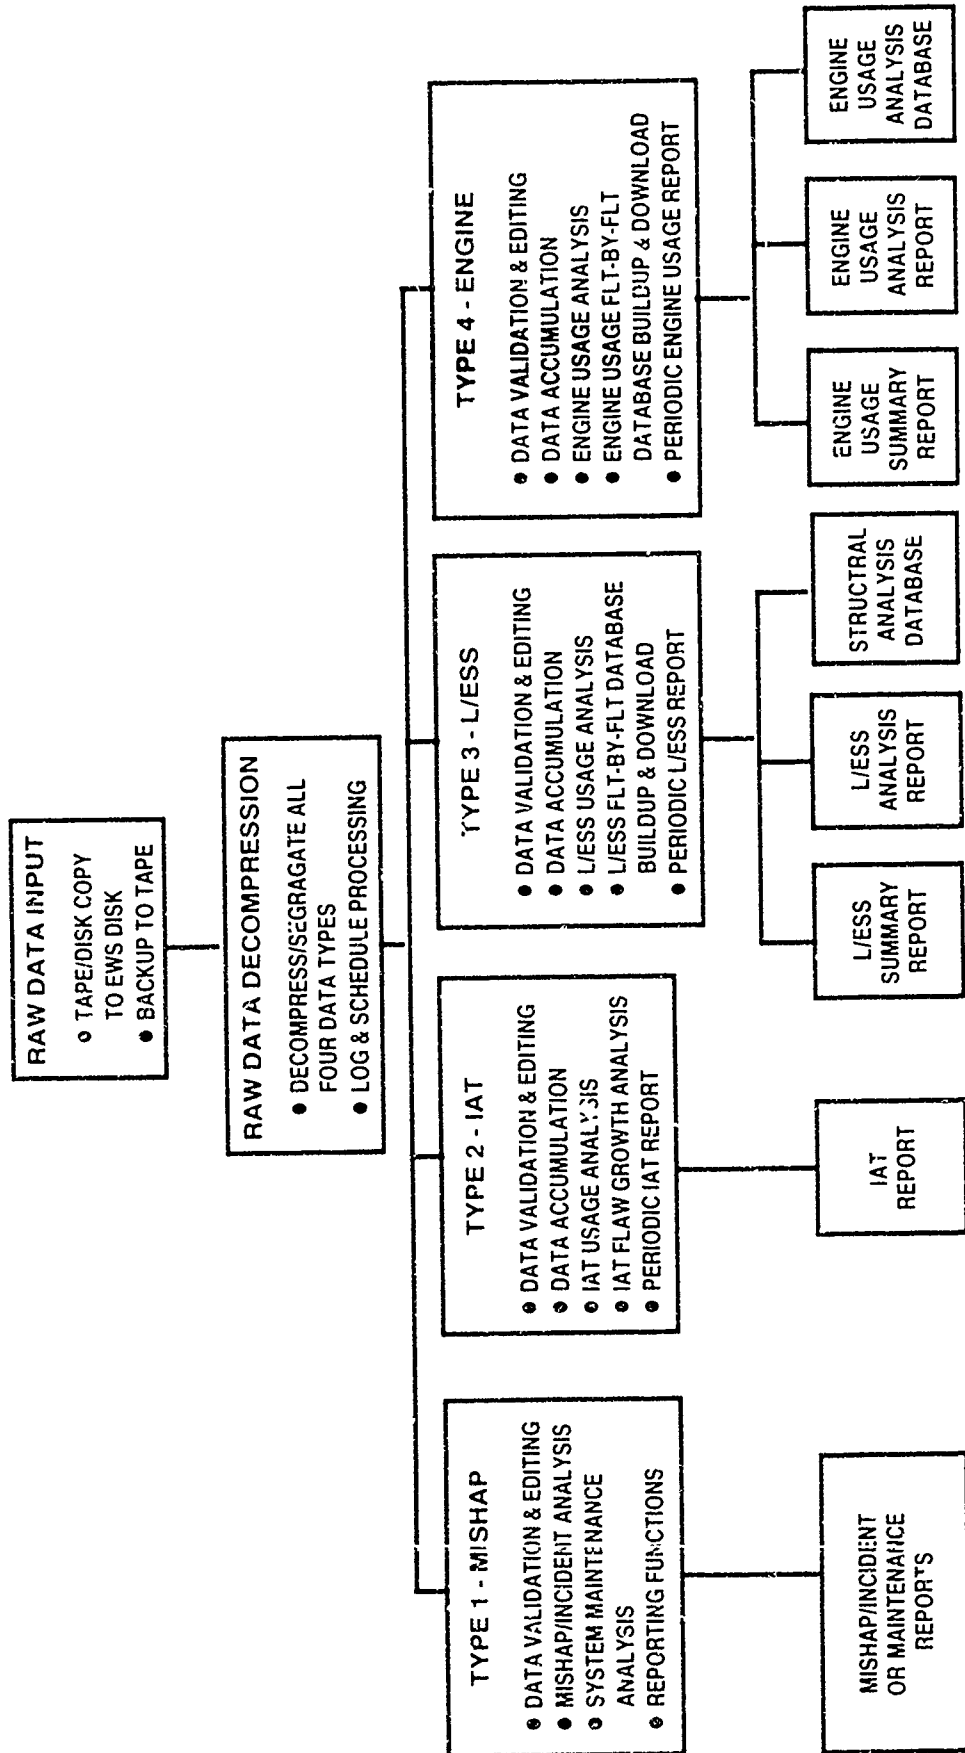 RAW DATA INPUT
● TAPE/DISK COPY
TO EWS DISK
● BACKUP TO TAPE
RAW DATA DECOMPRESSION
● DECOMPRESS/SEGRAGATE ALL
FOUR DATA TYPES
● LOG & SCHEDULE PROCESSING
TYPE 1 - MISHAP
● DATA VALIDATION & EDITING
● MISHAP/INCIDENT ANALYSIS
● SYSTEM MAINTENANCE
ANALYSIS
● REPORTING FUNCTIONS
TYPE 2 - IAT
● DATA VALIDATION & EDITING
● DATA ACCUMULATION
● IAT USAGE ANALYSIS
● IAT FLAW GROWTH ANALYSIS
● PERIODIC IAT REPORT
TYPE 3 - L/ESS
● DATA VALIDATION & EDITING
● DATA ACCUMULATION
● L/ESS USAGE ANALYSIS
● L/ESS FLT-BY-FLT DATABASE
BUILDUP & DOWNLOAD
● PERIODIC L/ESS REPORT
TYPE 4 - ENGINE
● DATA VALIDATION & EDITING
● DATA ACCUMULATION
● ENGINE USAGE ANALYSIS
● ENGINE USAGE FLT-BY-FLT
DATABASE BUILDUP & DOWNLOAD
● PERIODIC ENGINE USAGE REPORT
MISHAP/INCIDENT
OR MAINTENANCE
REPORTS
IAT
REPORT
L/ESS
SUMMARY
REPORT
L/ESS
ANALYSIS
REPORT
STRUCTRAL
ANALYSIS
DATABASE
ENGINE
USAGE
SUMMARY
REPORT
ENGINE
USAGE
ANALYSIS
REPORT
ENGINE
USAGE
ANALYSIS
DATABASE